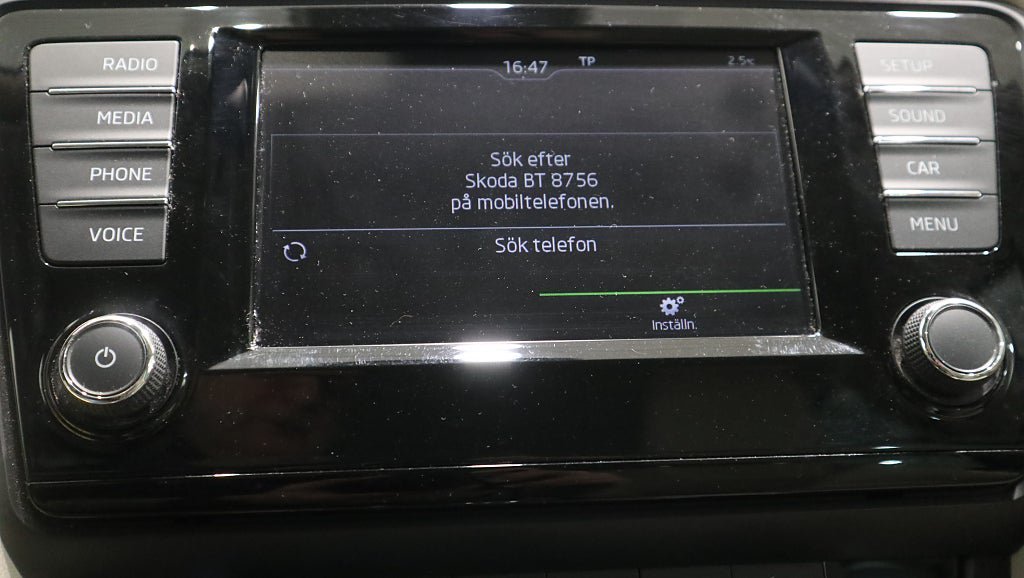 RADIO
MEDIA
PHONE
VOICE
16:47 TP 2.5°C
Sök efter
Skoda BT 8756
på mobiltelefonen.
Sök telefon
Inställn.
SETUP
SOUND
CAR
MENU